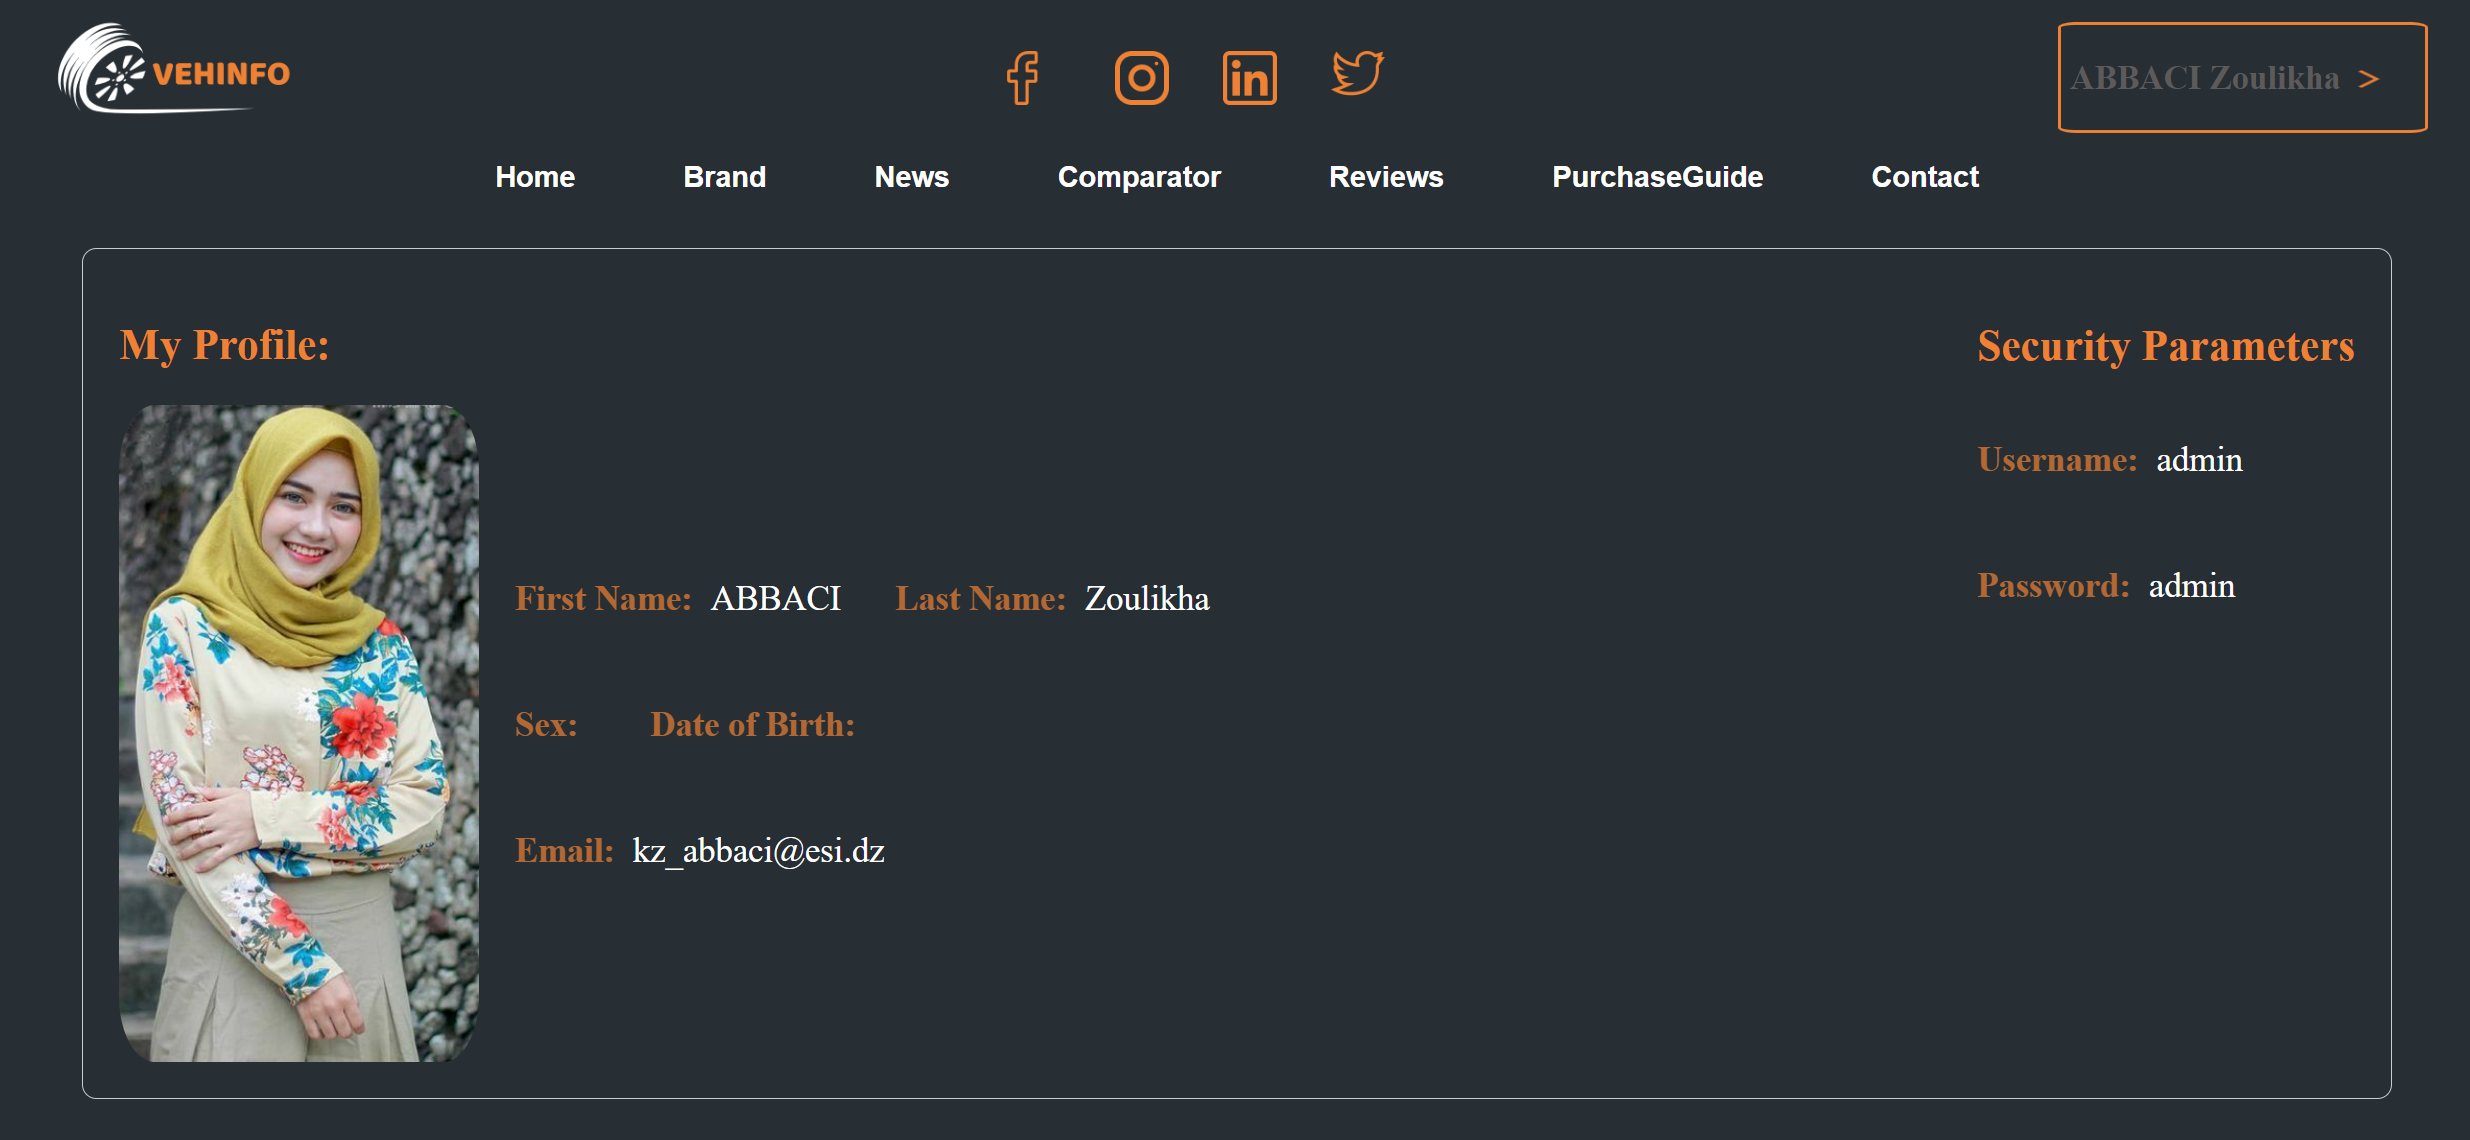 VEHINFO
ABBACI Zoulikha >
Home Brand News Comparator Reviews PurchaseGuide Contact
My Profile:
First Name: ABBACI Last Name: Zoulikha
Sex: Date of Birth:
Email: kz_abbaci@esi.dz
Security Parameters
Username: admin
Password: admin